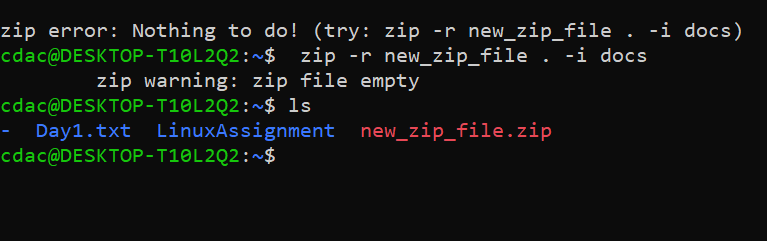 zip error: Nothing to do! (try: zip -r new_zip_file . -i docs)
cdac@DESKTOP-T10L2Q2:~$  zip -r new_zip_file . -i docs
        zip warning: zip file empty
cdac@DESKTOP-T10L2Q2:~$ ls
-  Day1.txt  LinuxAssignment  new_zip_file.zip
cdac@DESKTOP-T10L2Q2:~$